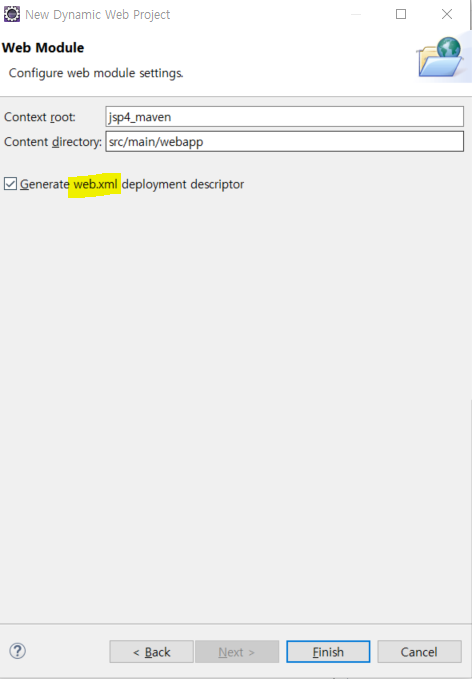 New Dynamic Web Project
Web Module
Configure web module settings.
Context root: jsp4_maven
Content directory: src/main/webapp
Generate web.xml deployment descriptor
?
< Back Next > Finish Cancel